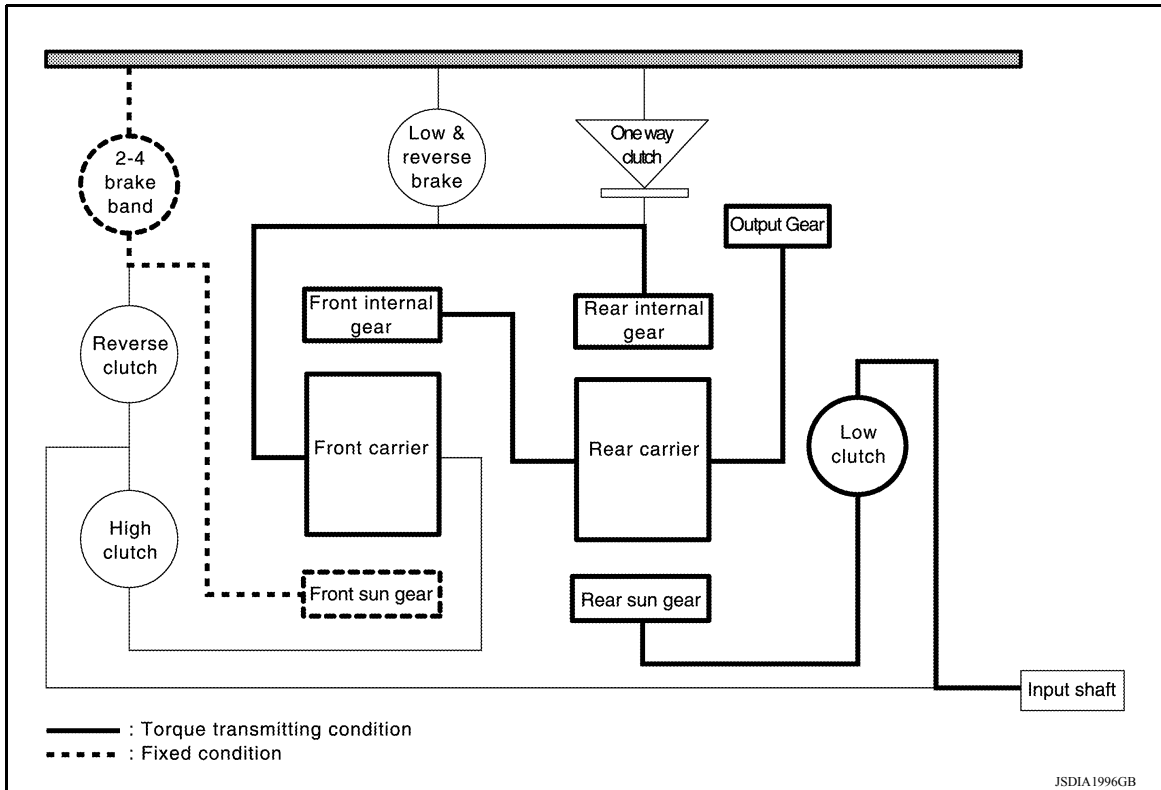 2-4
brake
band
Low &
reverse
brake
One way
clutch
Output Gear
Front internal
gear
Rear internal
gear
Reverse
clutch
Front carrier
Rear carrier
Low
clutch
High
clutch
Front sun gear
Rear sun gear
Input shaft
: Torque transmitting condition
: Fixed condition
JSDIA1996GB